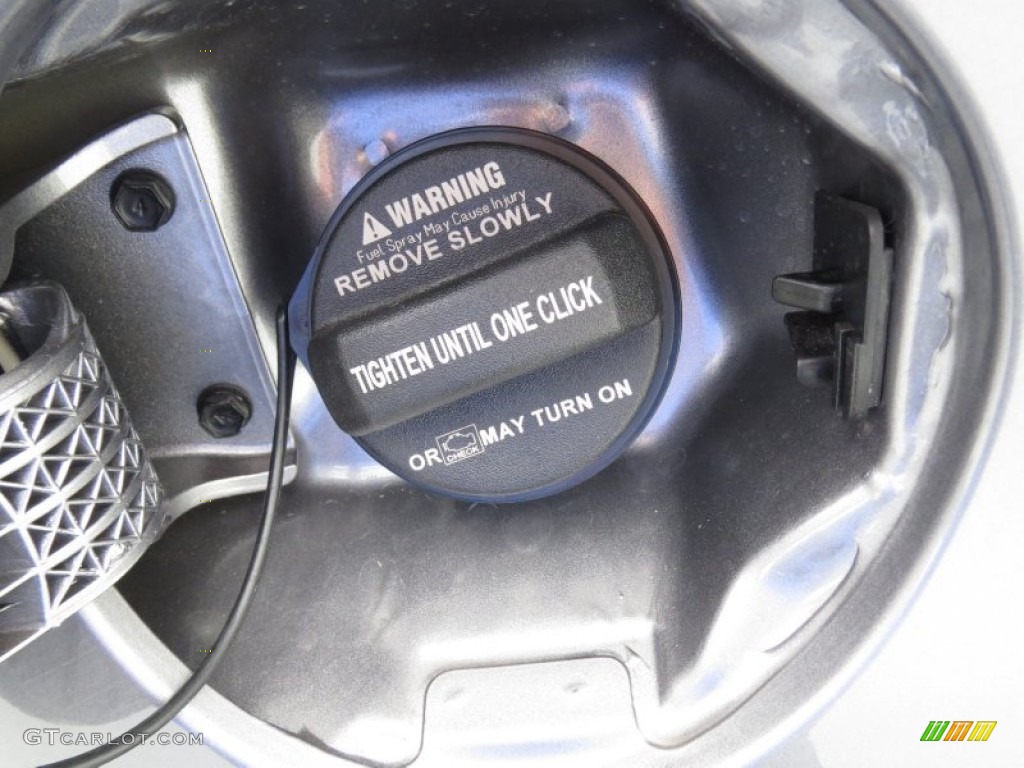 WARNING
Fuel Spray May Cause Injury
REMOVE SLOWLY
TIGHTEN UNTIL ONE CLICK
OR CHECK MAY TURN ON
GTcarlot.com